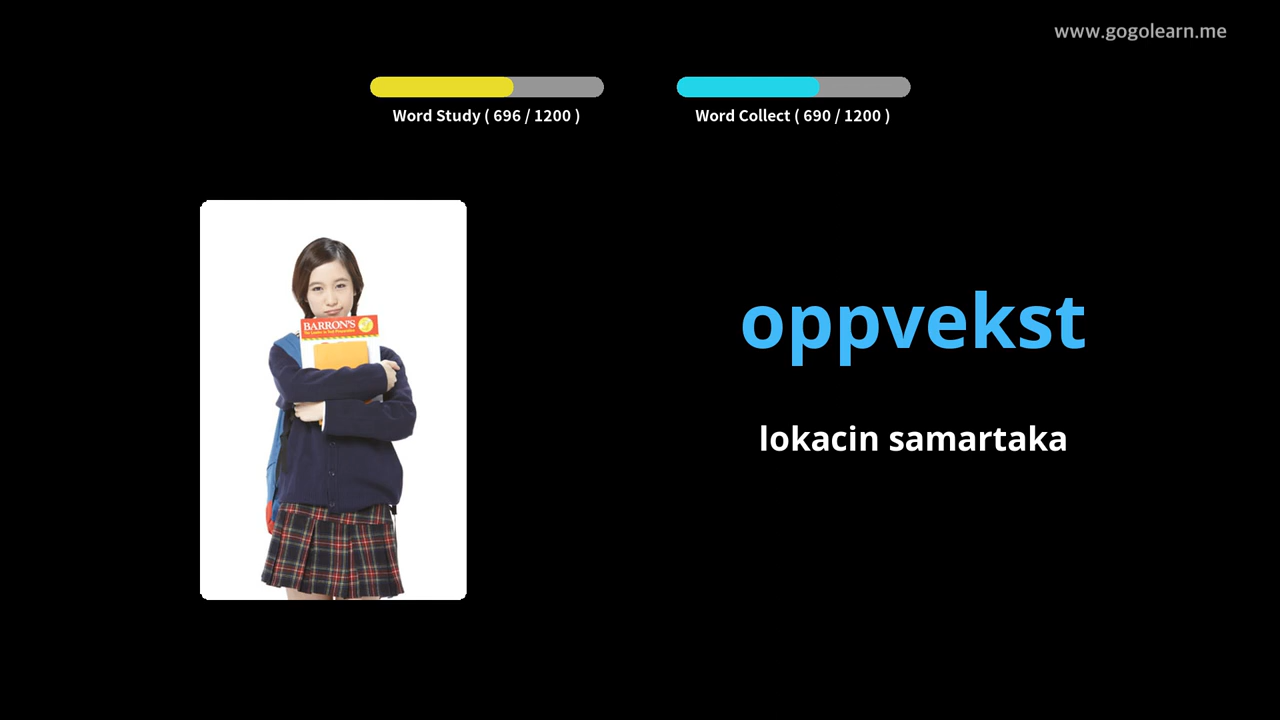 www.gogolearn.me
Word Study ( 696 / 1200 )
Word Collect ( 690 / 1200 )
BARRON'S
oppvekst
lokacin samartaka